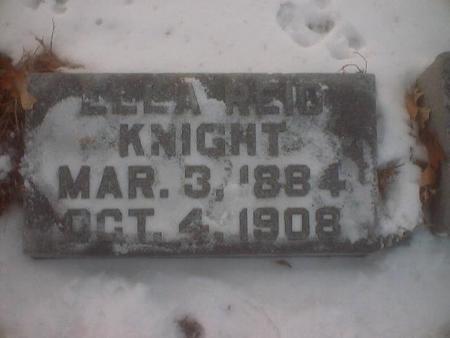 ELLA REID
KNIGHT
MAR. 3, 1884
OCT. 4, 1908